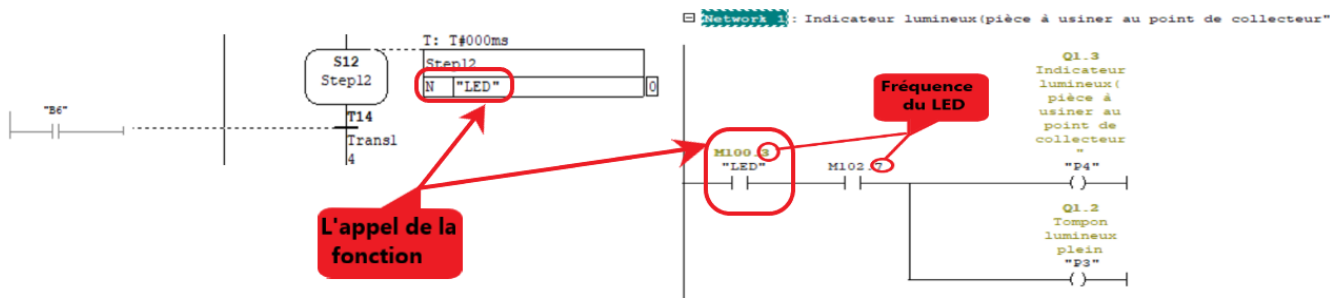 "B6"
S12
Step12
T14
Trans1
4
T: T#000ms
Step12
N "LED" 0
L'appel de la
fonction
Network 1: Indicateur lumineux(pièce à usiner au point de collecteur"
Fréquence
du LED
Q1.3
Indicateur
lumineux(
pièce à
usiner au
point de
collecteur
"
"P4"
M100.3
"LED"
M102.7
Q1.2
Tompon
lumineux
plein
"P3"